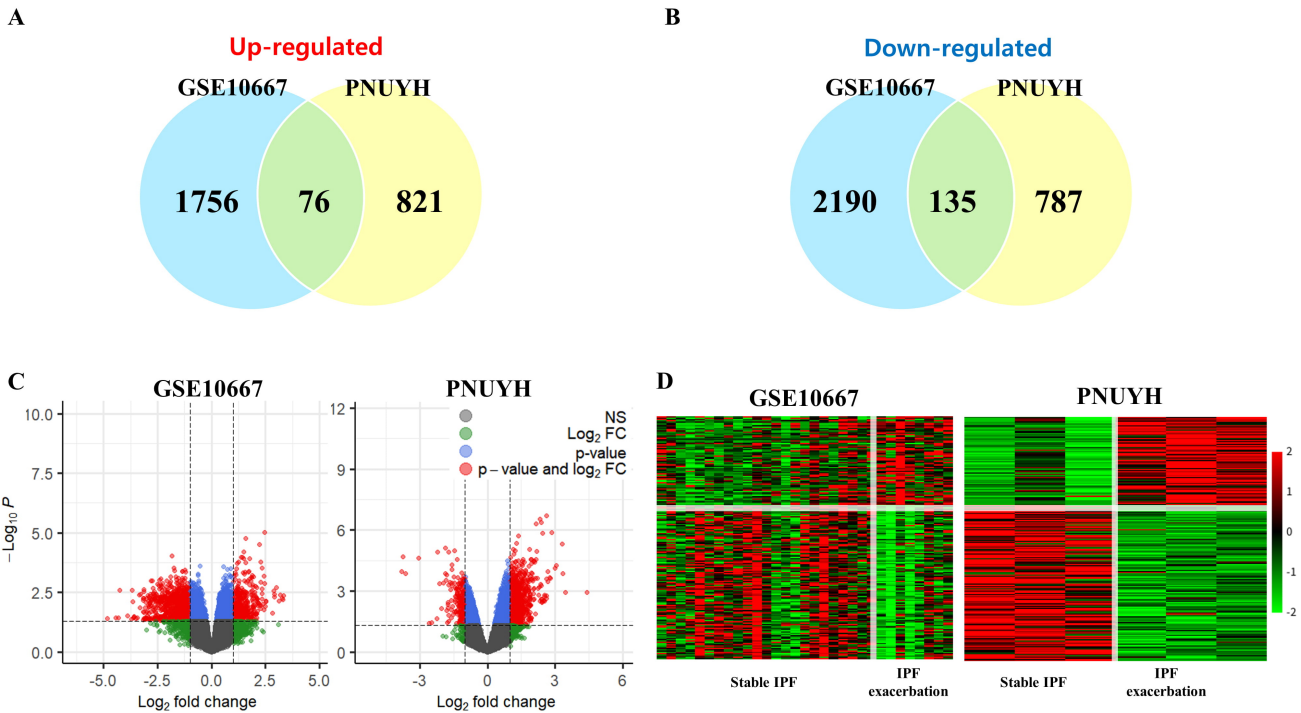 A
Up-regulated
GSE10667 PNUYH
1756 76 821
B
Down-regulated
GSE10667 PNUYH
2190 135 787
C
GSE10667
PNUYH
−Log10 P
10.0
7.5
5.0
2.5
0.0
-5.0 -2.5 0.0 2.5 5.0
Log2 fold change
12
9
6
3
0
NS
Log2 FC
p-value
p − value and log2 FC
-3 0 3 6
Log2 fold change
D
GSE10667
PNUYH
Stable IPF
IPF
exacerbation
Stable IPF
IPF
exacerbation
2
1
0
-1
-2